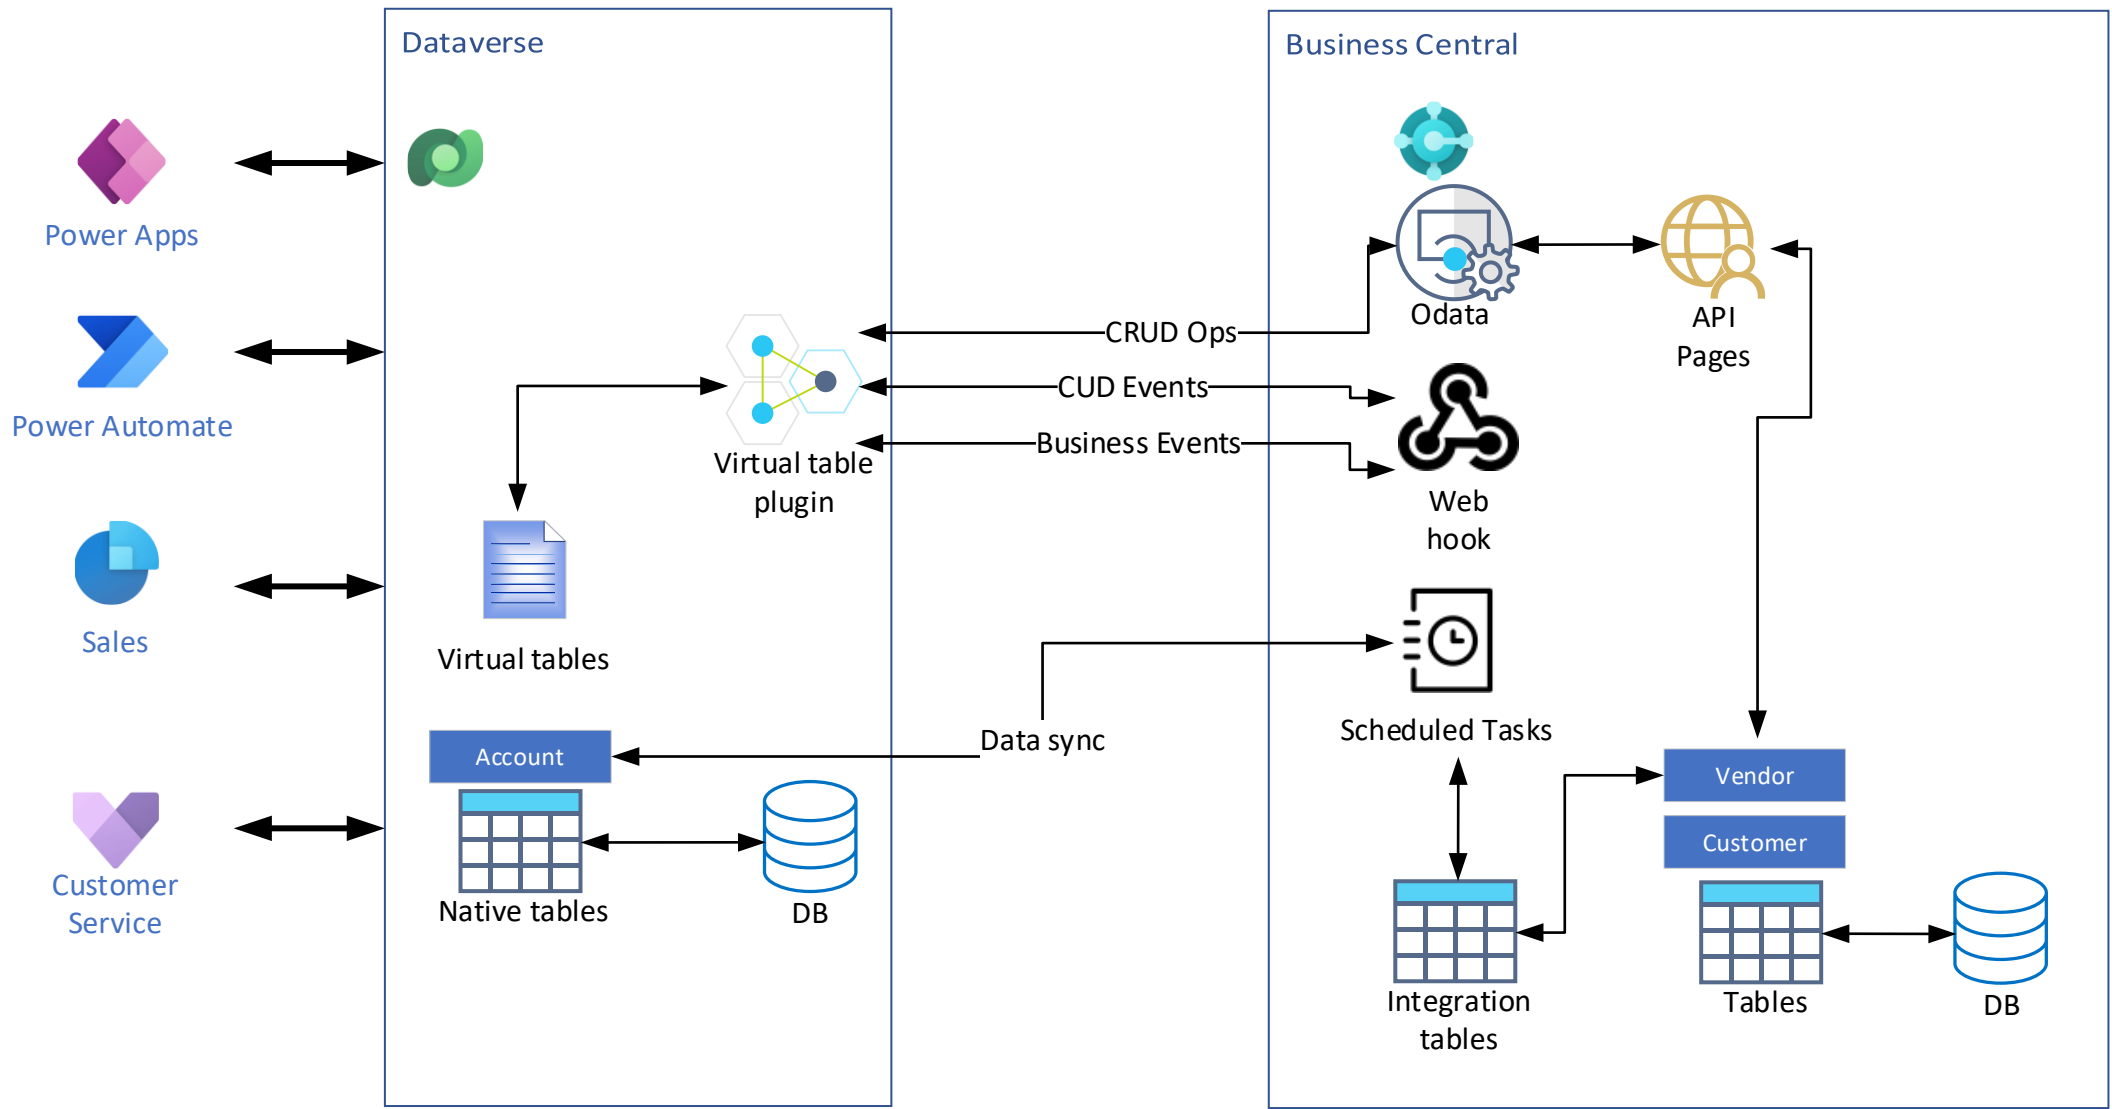 Dataverse
Business Central
Power Apps
Power Automate
Sales
Customer
Service
Virtual table
plugin
Virtual tables
Account
Native tables
DB
CRUD Ops
CUD Events
Business Events
Data sync
Odata
API
Pages
Web
hook
Scheduled Tasks
Vendor
Customer
Integration
tables
Tables
DB